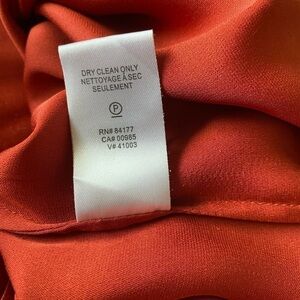 DRY CLEAN ONLY
NETTOYAGE À SEC
SEULEMENT
P
RN# 84177
CA# 00985
V# 41003